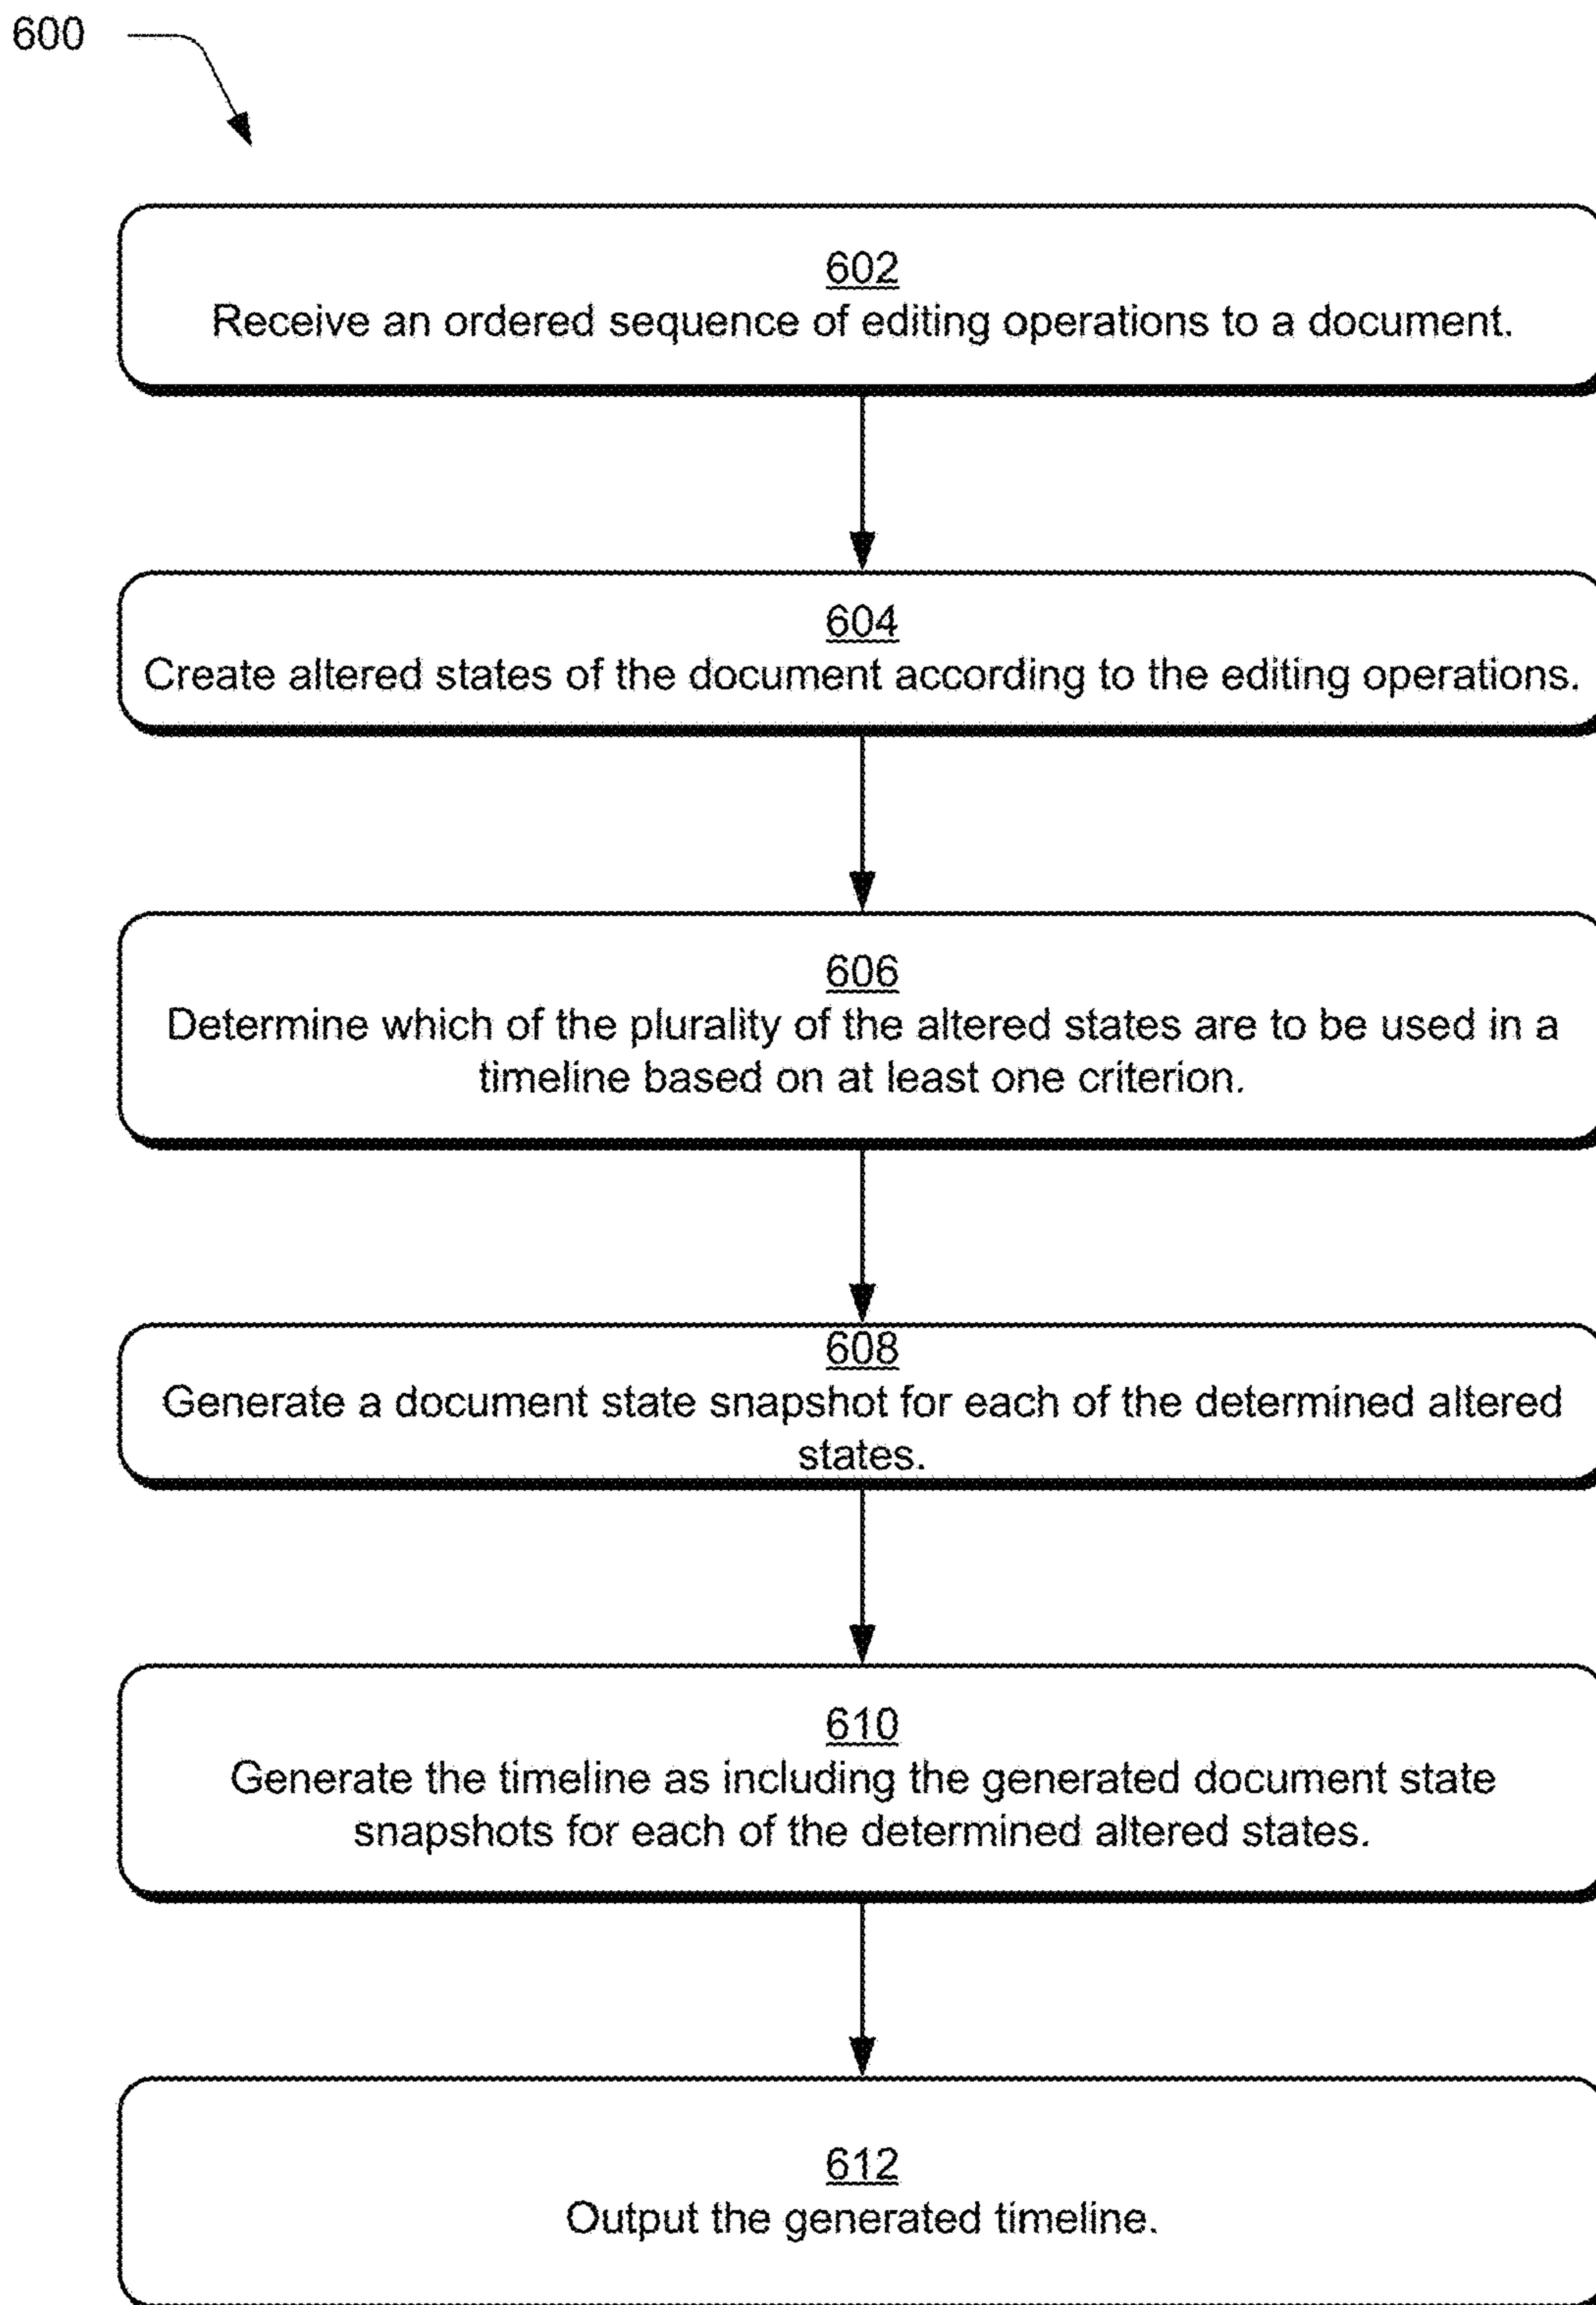 600
602
Receive an ordered sequence of editing operations to a document.
604
Create altered states of the document according to the editing operations.
606
Determine which of the plurality of the altered states are to be used in a
timeline based on at least one criterion.
608
Generate a document state snapshot for each of the determined altered
states.
610
Generate the timeline as including the generated document state
snapshots for each of the determined altered states.
612
Output the generated timeline.